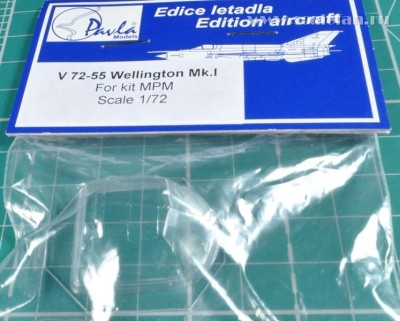 Edice letadla
Edition aircraft
Pavla
Models
V 72-55 Wellington Mk.I
For kit MPM
Scale 1/72